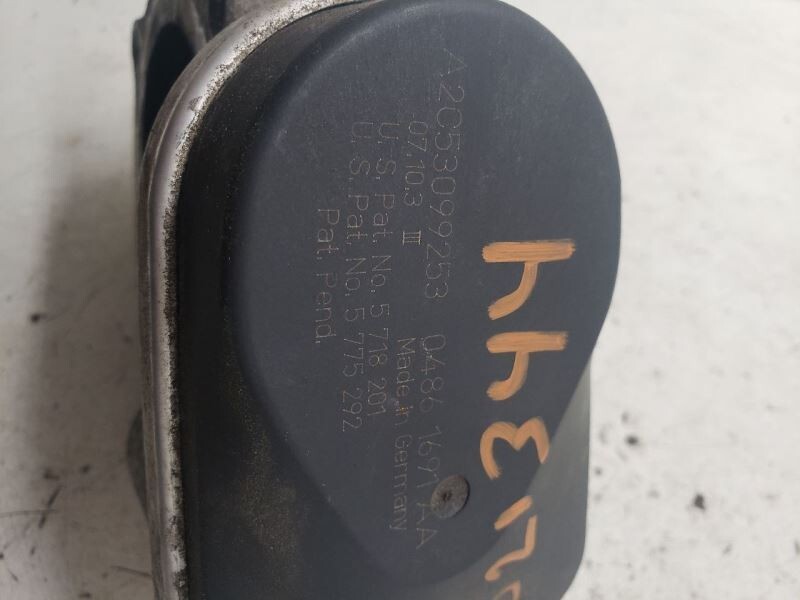 A2C53099253 04861691AA
07.10.3 III Made in Germany
U.S. Pat. No. 5 718 201
U.S. Pat. No. 5 775 292
Pat. Pend.